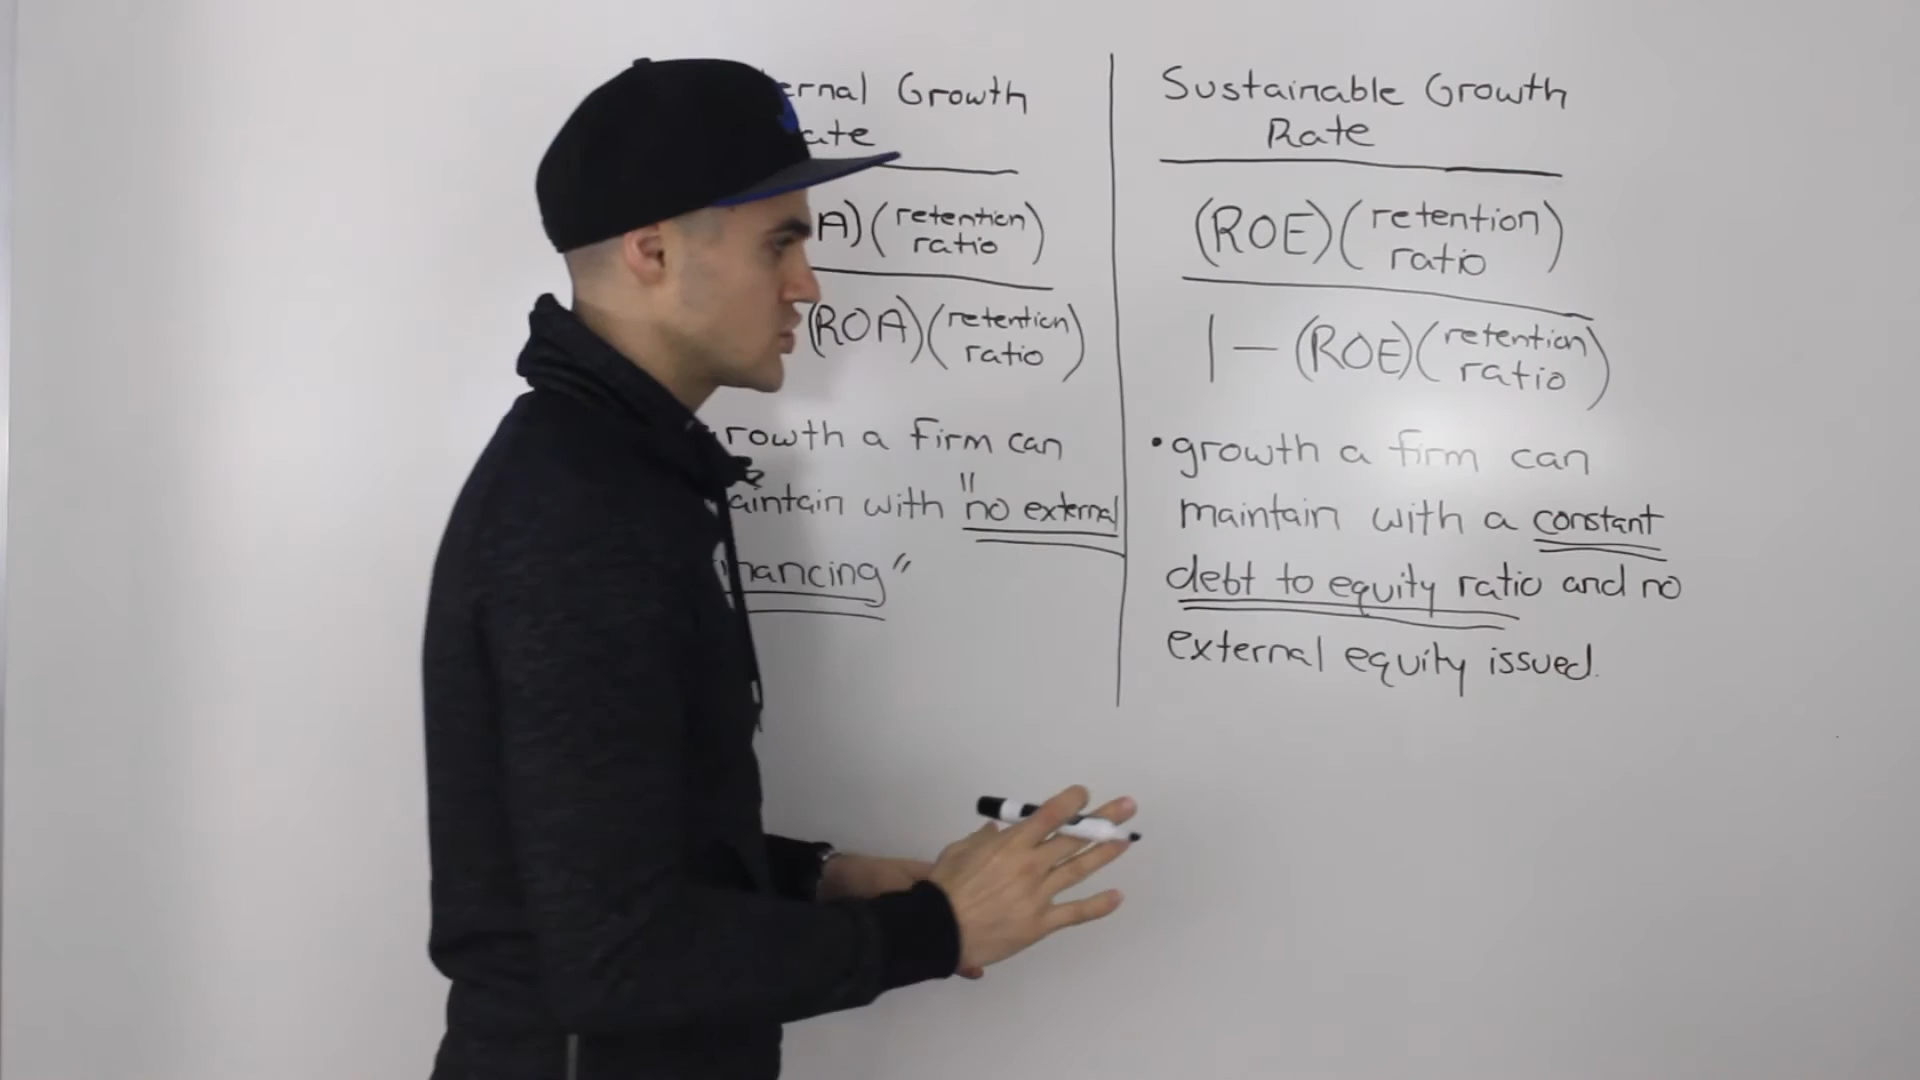 ernal Growth
ate
A)(retention ratio)
(ROA)(retention ratio)
rowth a firm can
aintain with "no external
nancing"
Sustainable Growth
Rate
(ROE)(retention ratio)
1 - (ROE)(retention ratio)
• growth a firm can
maintain with a constant
debt to equity ratio and no
external equity issued.